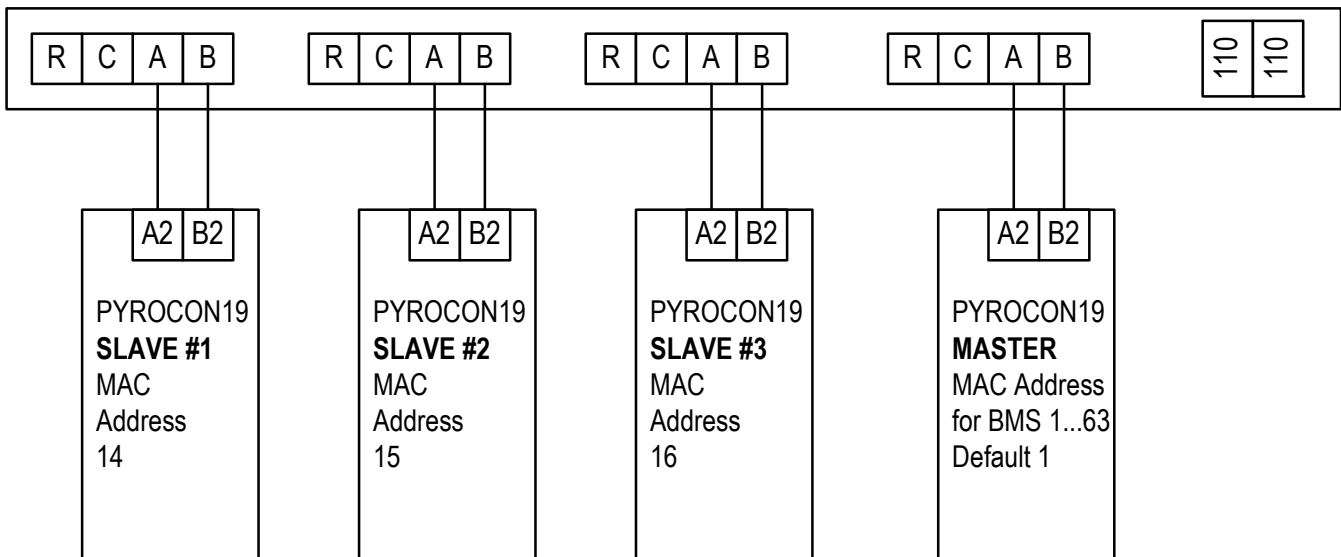 R C A B R C A B R C A B R C A B 110 110
A2 B2 A2 B2 A2 B2 A2 B2
PYROCON19
SLAVE #1
MAC
Address
14
PYROCON19
SLAVE #2
MAC
Address
15
PYROCON19
SLAVE #3
MAC
Address
16
PYROCON19
MASTER
MAC Address
for BMS 1...63
Default 1